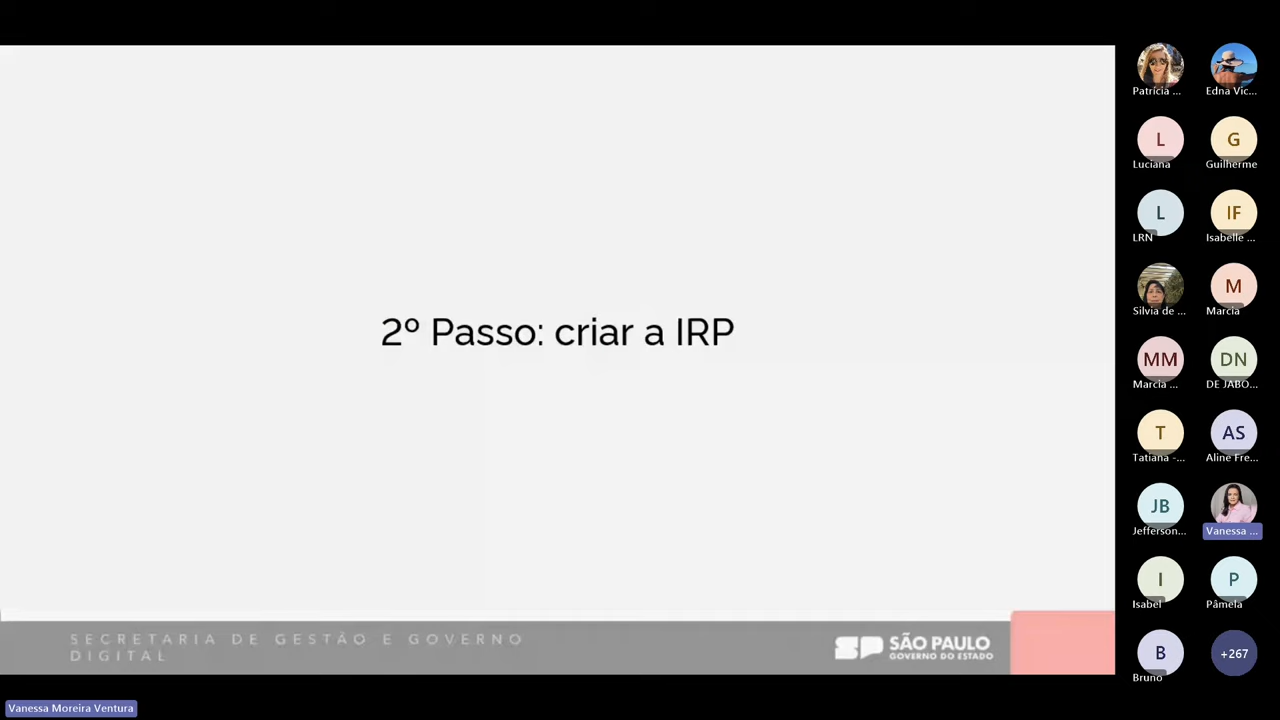 2º Passo: criar a IRP
SECRETARIA DE GESTÃO E GOVERNO
DIGITAL
SP SÃO PAULO
GOVERNO DO ESTADO
Patricia ...
Edna Vic...
L
Luciana
G
Guilherme
L
LRN
IF
Isabelle ...
Silvia de ...
M
Marcia
MM
Marcia ...
DN
DE JABO...
T
Tatiana -...
AS
Aline Fre...
JB
Jefferson...
Vanessa ...
I
Isabel
P
Pâmela
B
Bruno
+267
Vanessa Moreira Ventura